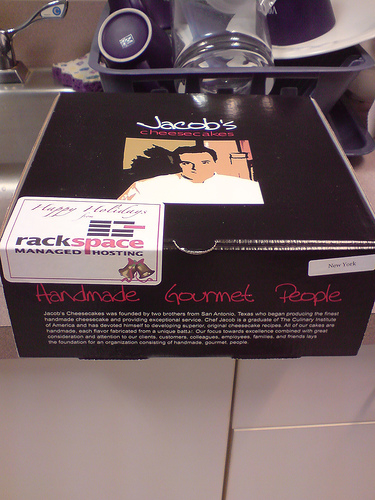 Jacob's
cheesecakes
Happy Holidays
from
rackspace
MANAGED HOSTING
New York
Handmade Gourmet People
Jacob's Cheesecakes was founded by two brothers from San Antonio, Texas who began producing the finest
handmade cheesecake and providing exceptional service. Chef Jacob is a graduate of The Culinary Institute
of America and has devoted himself to developing superior, original cheesecake recipes. All of our cakes are
handmade, each flavor fabricated from a unique batter. Our focus towards excellence combined with great
consideration and attention to our clients, customers, colleagues, employees, families, and friends lays
the foundation for an organization consisting of handmade, gourmet, people.